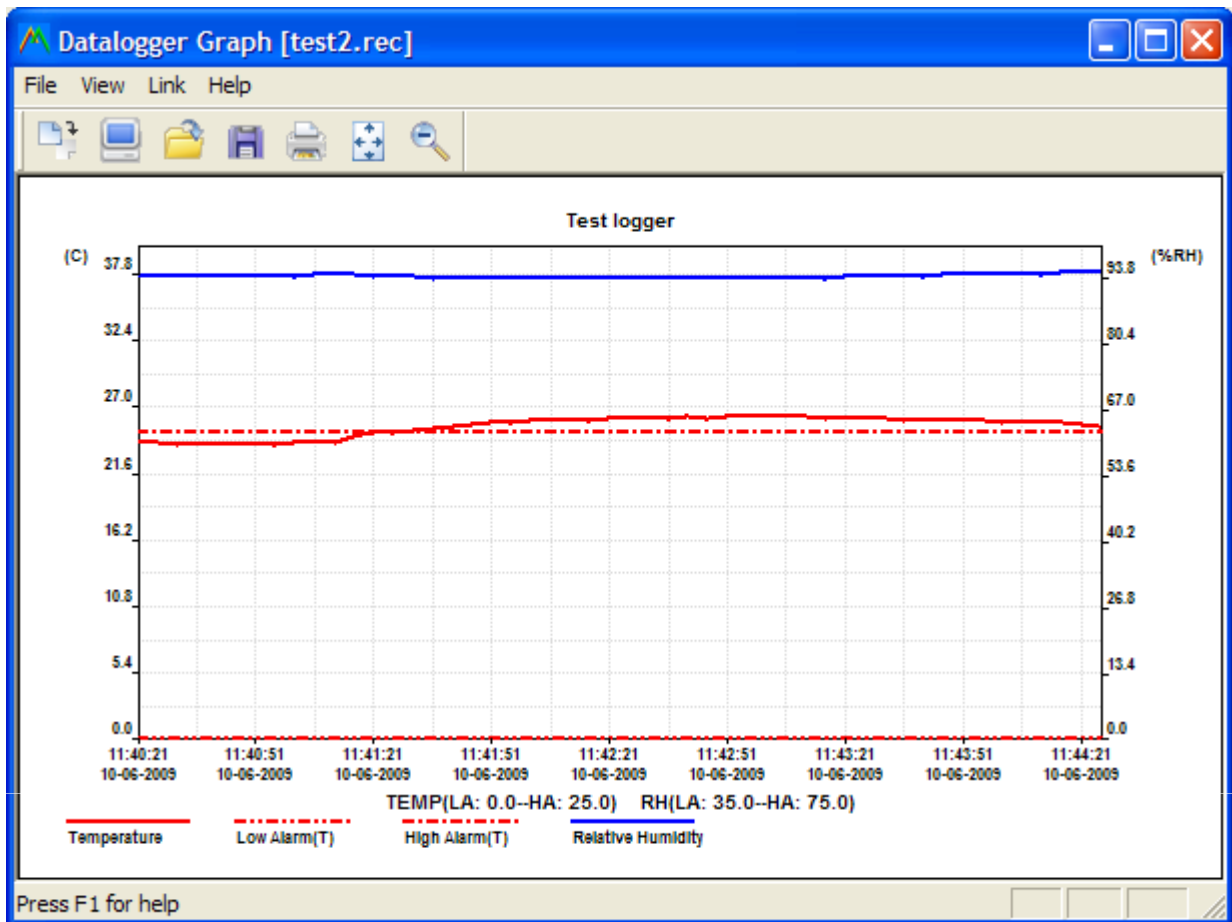 Datalogger Graph [test2.rec]
File View Link Help
Test logger
(C) (%RH)
37.8 93.8
32.4 80.4
27.0 67.0
21.6 53.6
16.2 40.2
10.8 26.8
5.4 13.4
0.0 0.0
11:40:21 11:40:51 11:41:21 11:41:51 11:42:21 11:42:51 11:43:21 11:43:51 11:44:21
10-06-2009 10-06-2009 10-06-2009 10-06-2009 10-06-2009 10-06-2009 10-06-2009 10-06-2009 10-06-2009
TEMP(LA: 0.0--HA: 25.0) RH(LA: 35.0--HA: 75.0)
Temperature Low Alarm(T) High Alarm(T) Relative Humidity
Press F1 for help